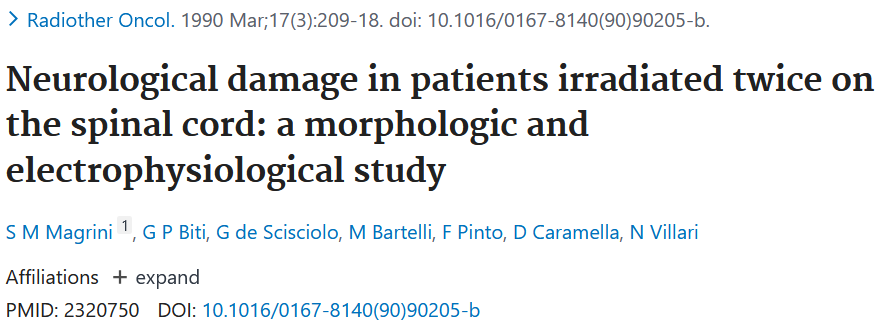 > Radiother Oncol. 1990 Mar;17(3):209-18. doi: 10.1016/0167-8140(90)90205-b.
Neurological damage in patients irradiated twice on
the spinal cord: a morphologic and
electrophysiological study
S M Magrini 1, G P Biti, G de Scisciolo, M Bartelli, F Pinto, D Caramella, N Villari
Affiliations + expand
PMID: 2320750 DOI: 10.1016/0167-8140(90)90205-b